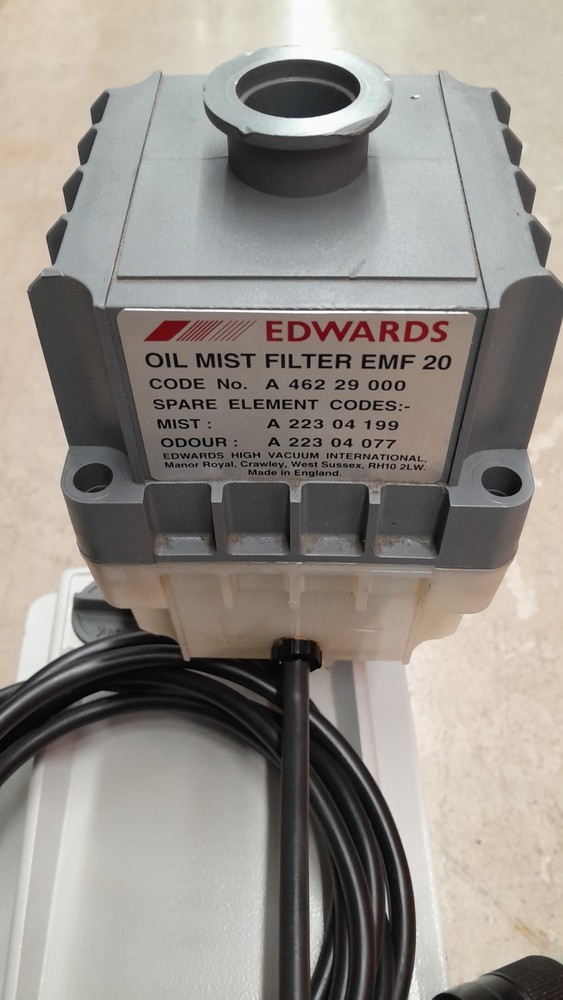 EDWARDS
OIL MIST FILTER EMF 20
CODE No. A 462 29 000
SPARE ELEMENT CODES:-
MIST : A 223 04 199
ODOUR : A 223 04 077
EDWARDS HIGH VACUUM INTERNATIONAL,
Manor Royal, Crawley, West Sussex, RH10 2LW.
Made in England.